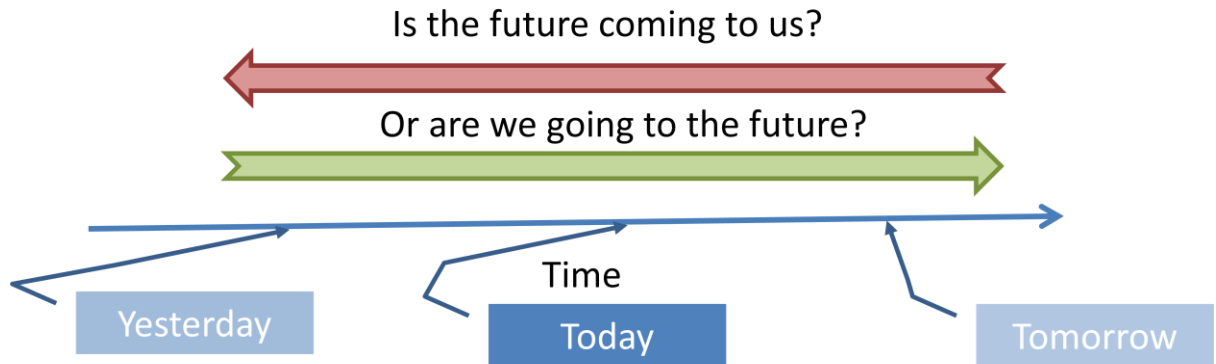 Is the future coming to us?
Or are we going to the future?
Time
Yesterday
Today
Tomorrow